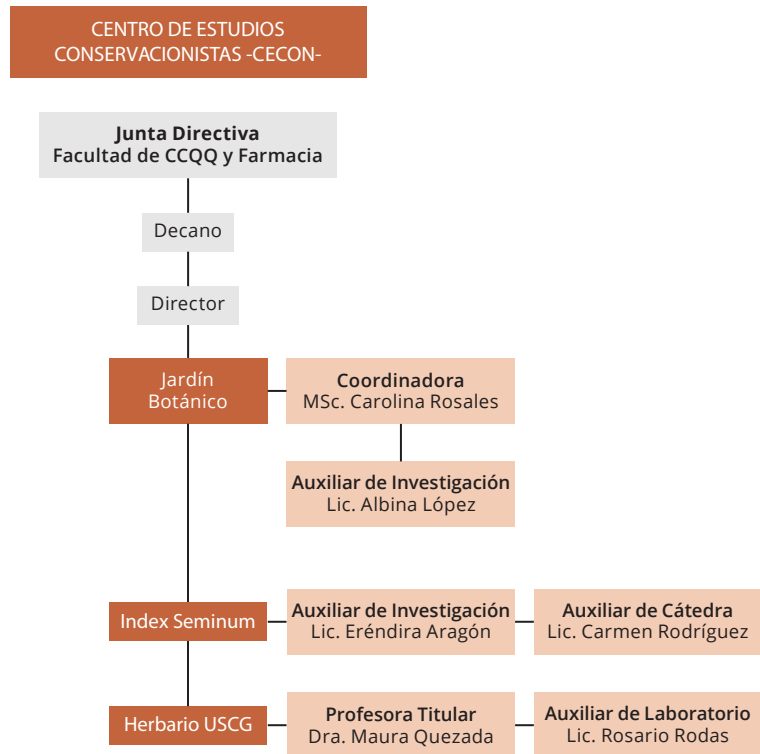 CENTRO DE ESTUDIOS
CONSERVACIONISTAS -CECON-
Junta Directiva
Facultad de CCQQ y Farmacia
Decano
Director
Jardín
Botánico
Coordinadora
MSc. Carolina Rosales
Auxiliar de Investigación
Lic. Albina López
Index Seminum
Auxiliar de Investigación
Lic. Eréndira Aragón
Auxiliar de Cátedra
Lic. Carmen Rodríguez
Herbario USCG
Profesora Titular
Dra. Maura Quezada
Auxiliar de Laboratorio
Lic. Rosario Rodas